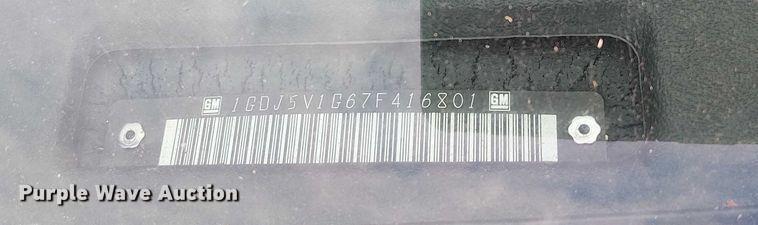 GM 1GDJ5V1G67F416801 GM
Purple Wave Auction